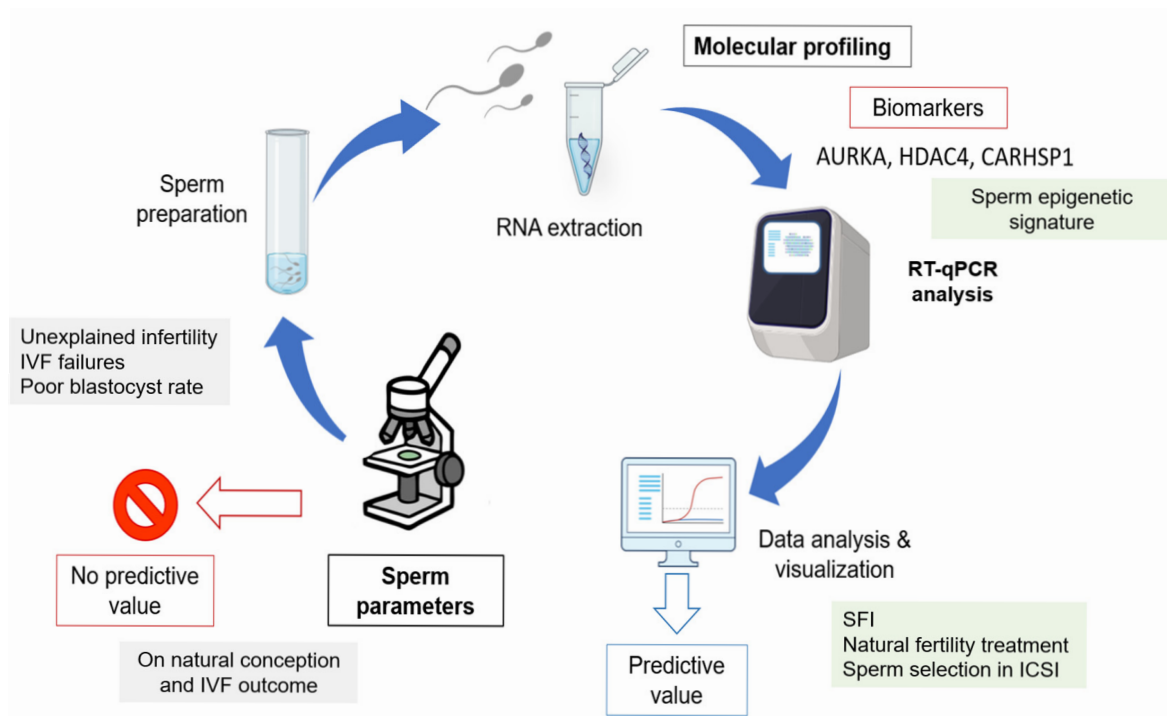 Molecular profiling
Biomarkers
AURKA, HDAC4, CARHSP1
Sperm epigenetic
signature
Sperm
preparation
RNA extraction
RT-qPCR
analysis
Unexplained infertility
IVF failures
Poor blastocyst rate
Data analysis &
visualization
No predictive
value
Sperm
parameters
On natural conception
and IVF outcome
Predictive
value
SFI
Natural fertility treatment
Sperm selection in ICSI